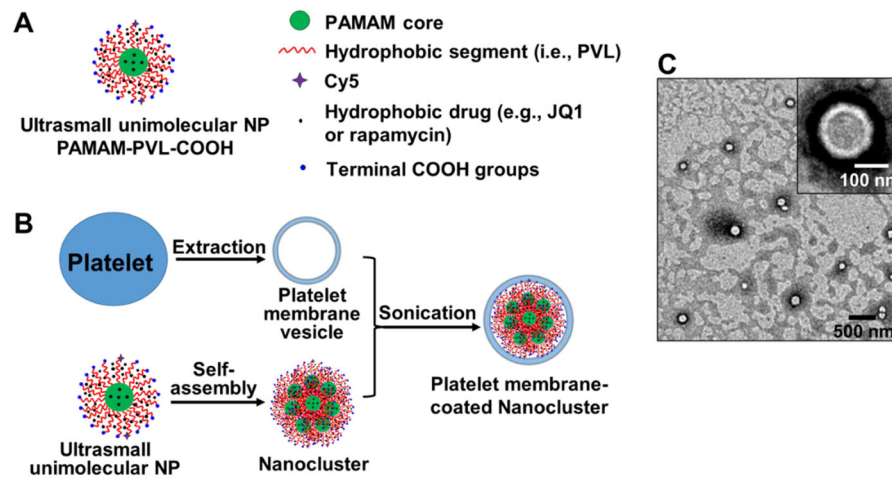 A
Ultrasmall unimolecular NP
PAMAM-PVL-COOH
PAMAM core
Hydrophobic segment (i.e., PVL)
Cy5
Hydrophobic drug (e.g., JQ1
or rapamycin)
Terminal COOH groups
B
Platelet
Extraction
Platelet
membrane
vesicle
Sonication
Platelet membrane-
coated Nanocluster
Self-
assembly
Ultrasmall
unimolecular NP
Nanocluster
C
100 nm
500 nm